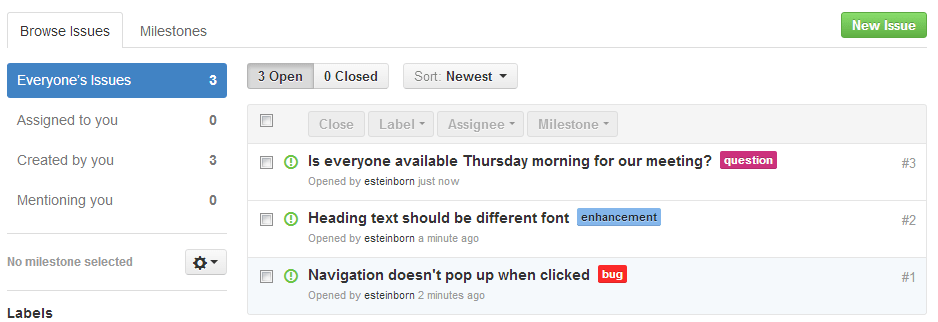 Browse Issues Milestones New Issue
Everyone's Issues 3
Assigned to you 0
Created by you 3
Mentioning you 0
No milestone selected
Labels
3 Open 0 Closed Sort: Newest
Close Label Assignee Milestone
Is everyone available Thursday morning for our meeting? question #3
Opened by esteinborn just now
Heading text should be different font enhancement #2
Opened by esteinborn a minute ago
Navigation doesn't pop up when clicked bug #1
Opened by esteinborn 2 minutes ago